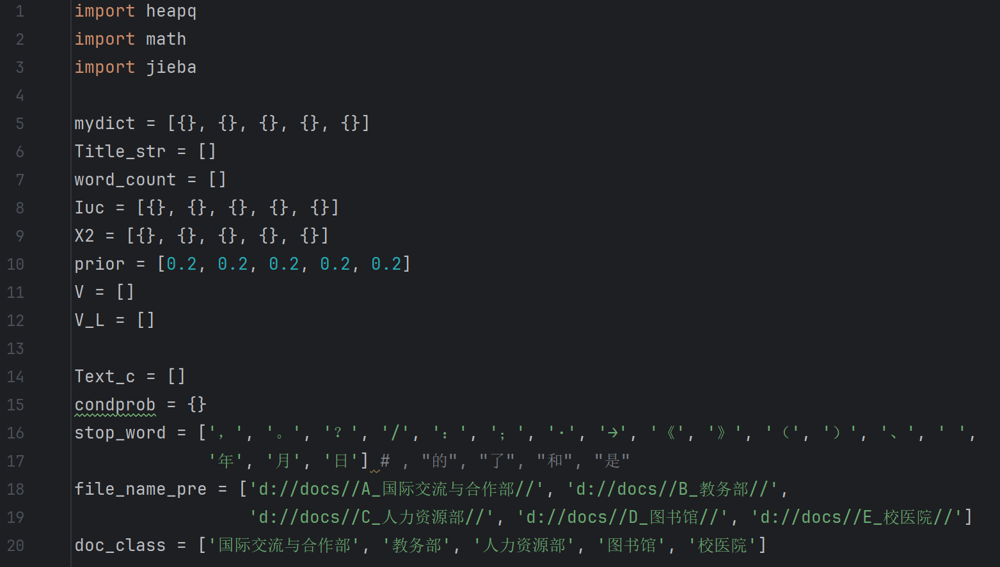 1 import heapq
2 import math
3 import jieba
4
5 mydict = [{}, {}, {}, {}, {}]
6 Title_str = []
7 word_count = []
8 Iuc = [{}, {}, {}, {}, {}]
9 X2 = [{}, {}, {}, {}, {}]
10 prior = [0.2, 0.2, 0.2, 0.2, 0.2]
11 V = []
12 V_L = []
13
14 Text_c = []
15 condprob = {}
16 stop_word = ['，', '。', '？', '/', '：', '；', '·', '→', '《', '》', '（', '）', '、', ' ',
17 '年', '月', '日'] # , "的", "了", "和", "是"
18 file_name_pre = ['d://docs//A_国际交流与合作部//', 'd://docs//B_教务部//',
19 'd://docs//C_人力资源部//', 'd://docs//D_图书馆//', 'd://docs//E_校医院//']
20 doc_class = ['国际交流与合作部', '教务部', '人力资源部', '图书馆', '校医院']